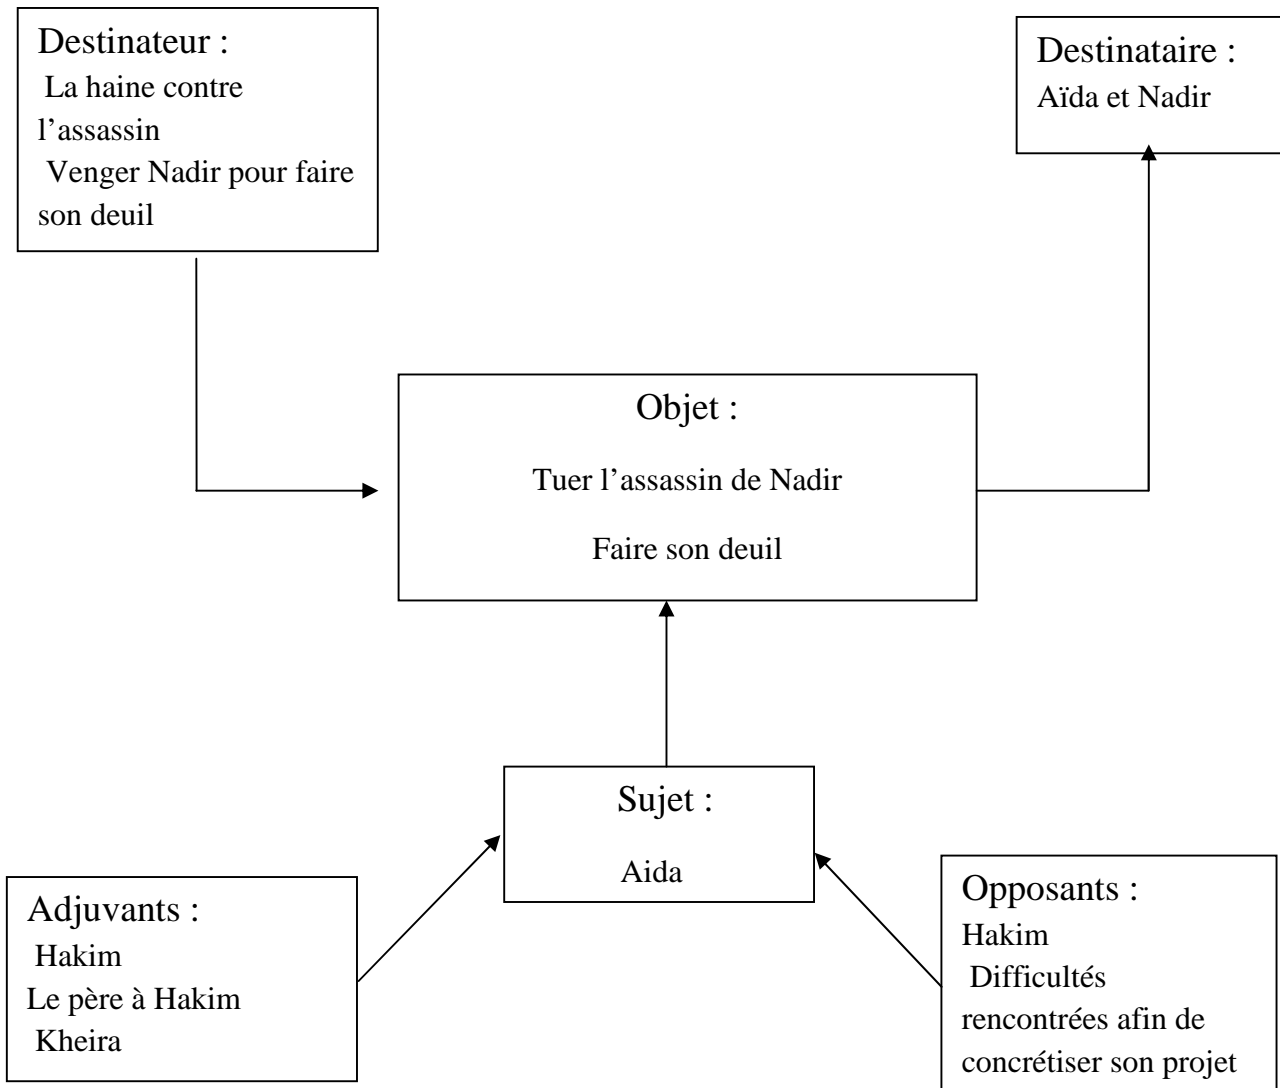 Destinateur :
La haine contre
l’assassin
Venger Nadir pour faire
son deuil
Destinataire :
Aïda et Nadir
Objet :
Tuer l’assassin de Nadir
Faire son deuil
Sujet :
Aida
Adjuvants :
Hakim
Le père à Hakim
Kheira
Opposants :
Hakim
Difficultés
rencontrées afin de
concrétiser son projet